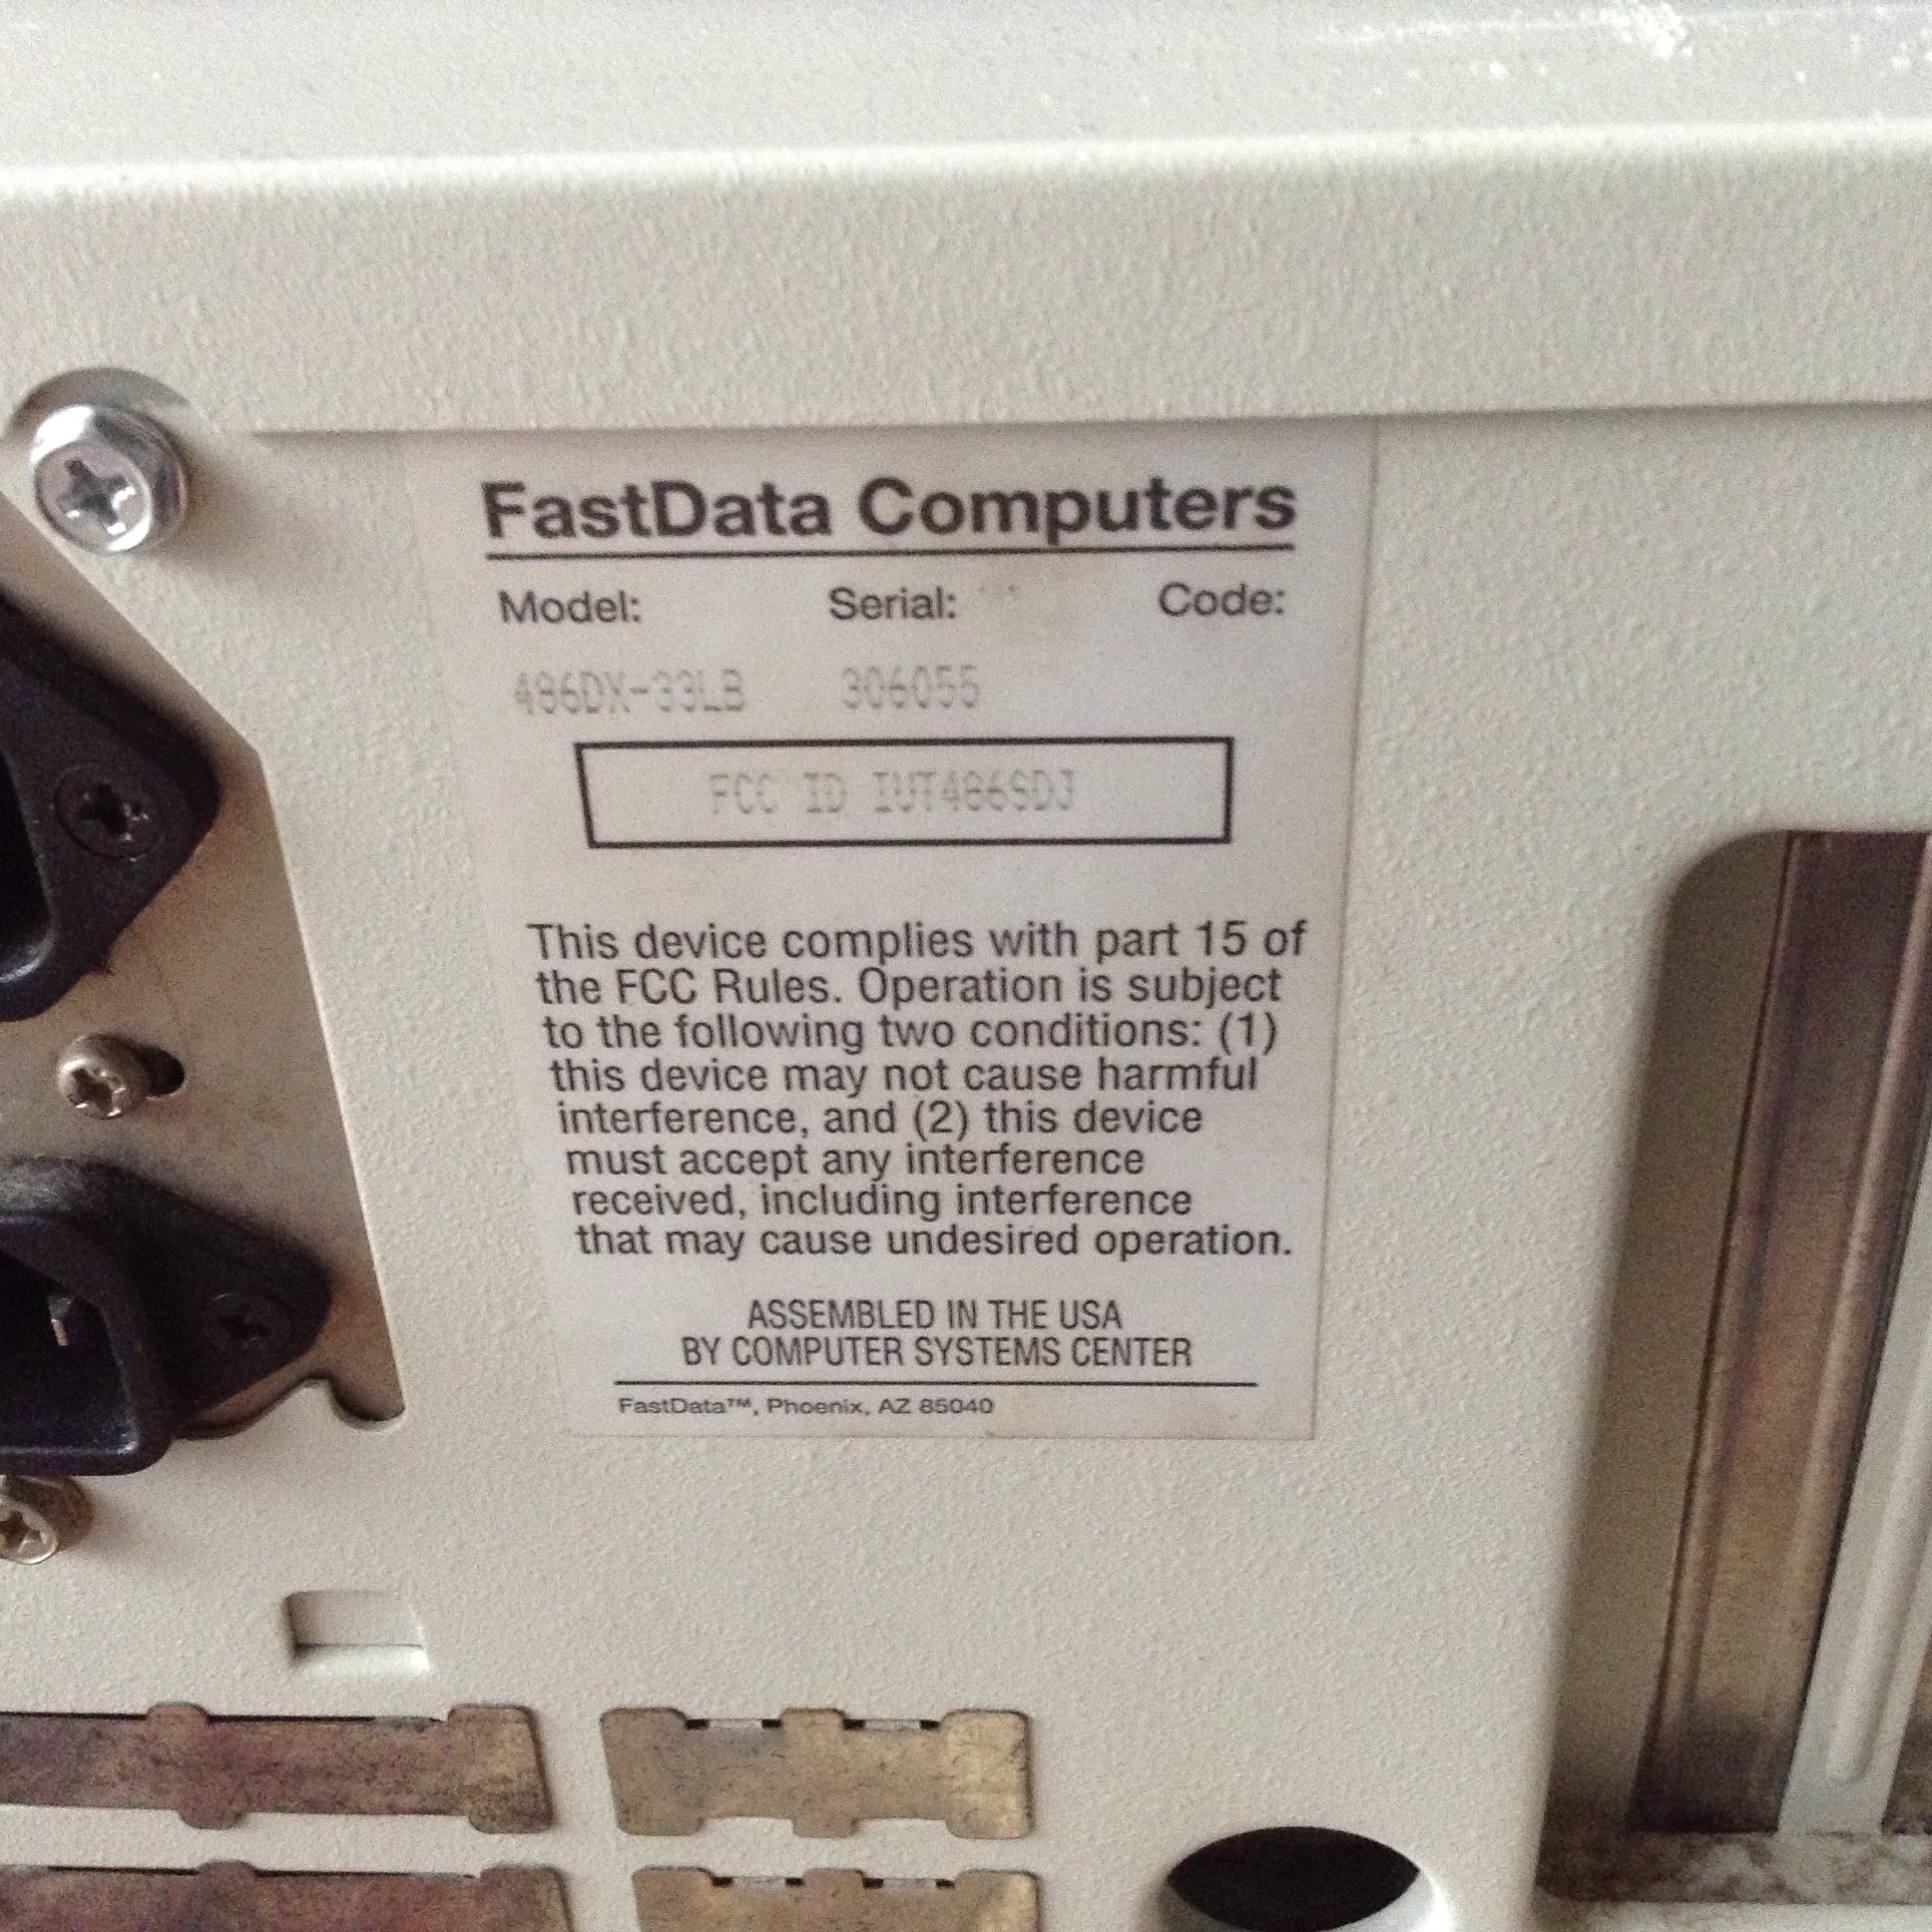 FastData Computers
Model: Serial: Code:
486DX-33LB 306055
FCC ID IUT486SDJ
This device complies with part 15 of
the FCC Rules. Operation is subject
to the following two conditions: (1)
this device may not cause harmful
interference, and (2) this device
must accept any interference
received, including interference
that may cause undesired operation.
ASSEMBLED IN THE USA
BY COMPUTER SYSTEMS CENTER
FastData™, Phoenix, AZ 85040